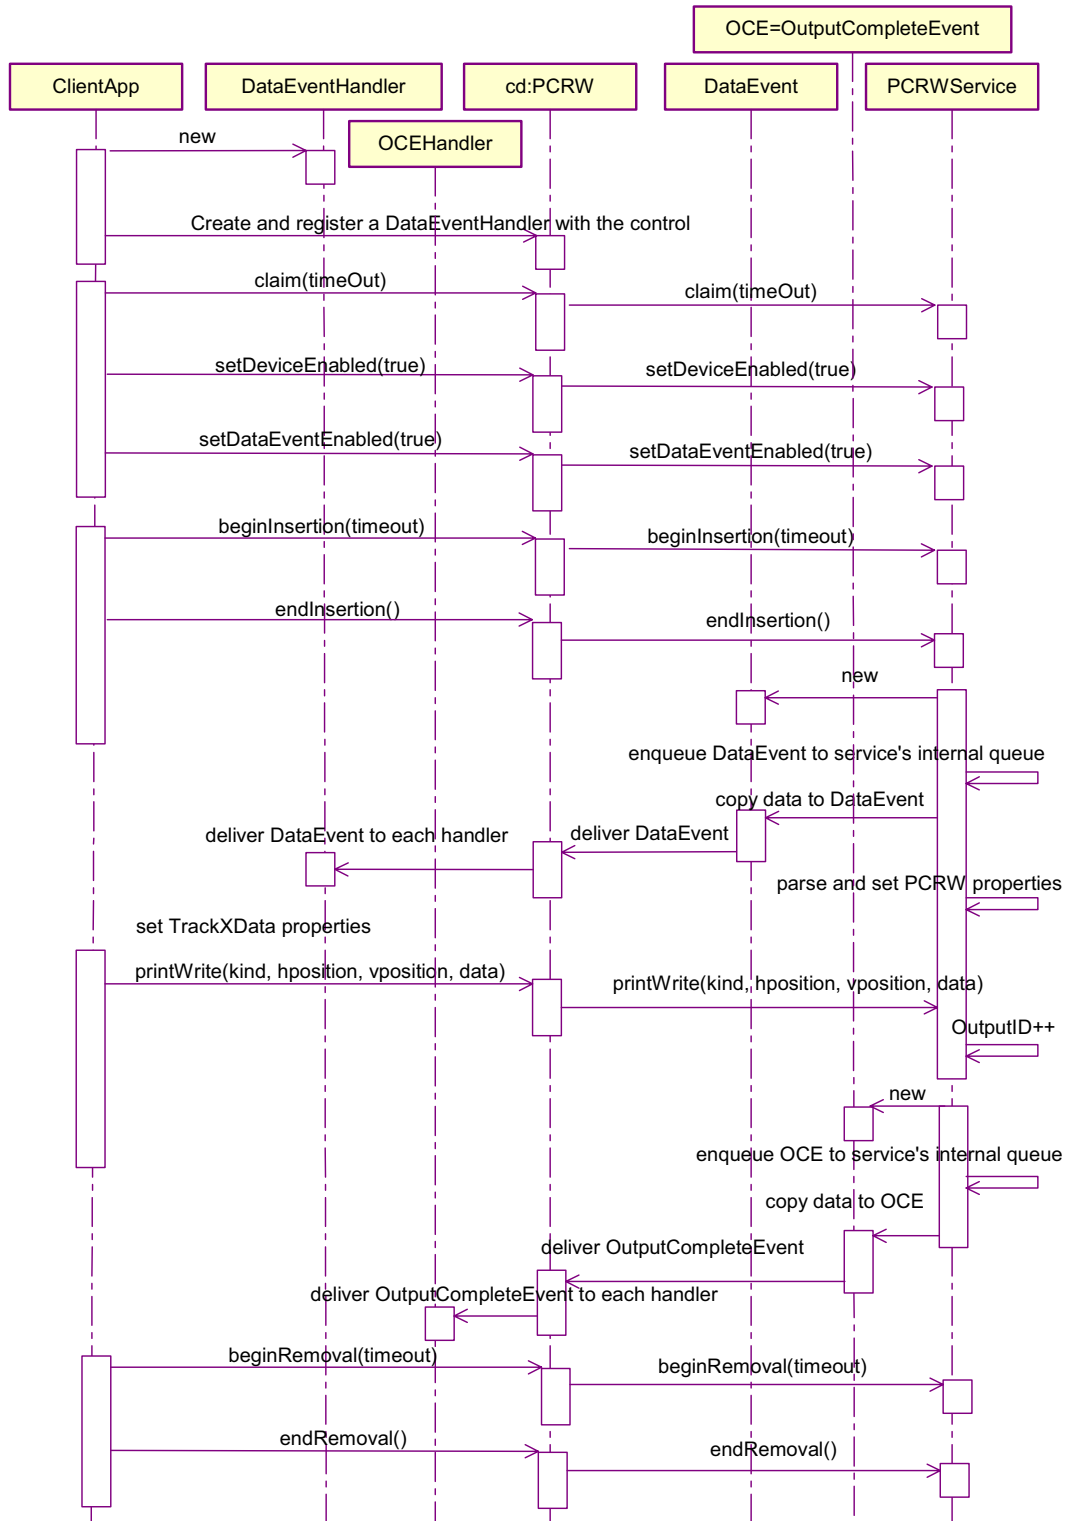 OCE=OutputCompleteEvent
ClientApp
DataEventHandler
cd:PCRW
DataEvent
PCRWService
OCEHandler
new
Create and register a DataEventHandler with the control
claim(timeOut)
claim(timeOut)
setDeviceEnabled(true)
setDeviceEnabled(true)
setDataEventEnabled(true)
setDataEventEnabled(true)
beginInsertion(timeout)
beginInsertion(timeout)
endInsertion()
endInsertion()
new
enqueue DataEvent to service's internal queue
copy data to DataEvent
deliver DataEvent to each handler
deliver DataEvent
parse and set PCRW properties
set TrackXData properties
printWrite(kind, hposition, vposition, data)
printWrite(kind, hposition, vposition, data)
OutputID++
new
enqueue OCE to service's internal queue
copy data to OCE
deliver OutputCompleteEvent
deliver OutputCompleteEvent to each handler
beginRemoval(timeout)
beginRemoval(timeout)
endRemoval()
endRemoval()